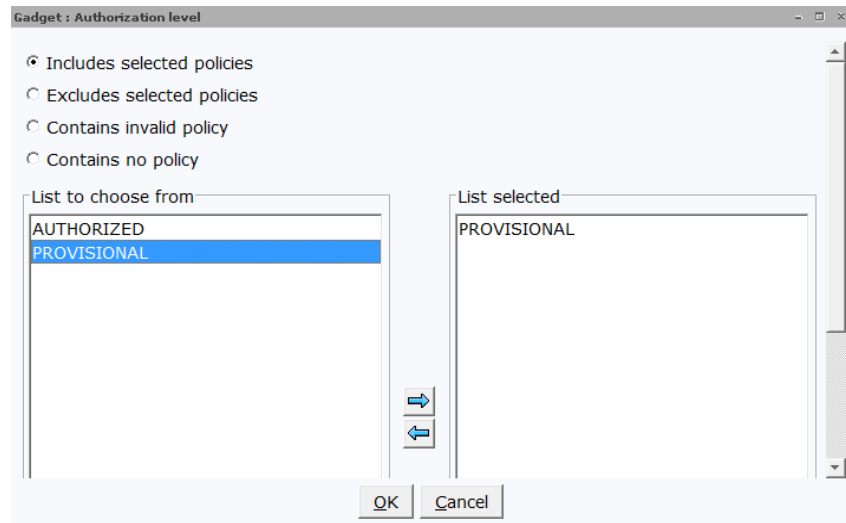 Gadget : Authorization level
Includes selected policies
Excludes selected policies
Contains invalid policy
Contains no policy
List to choose from
AUTHORIZED
PROVISIONAL
List selected
PROVISIONAL
OK Cancel